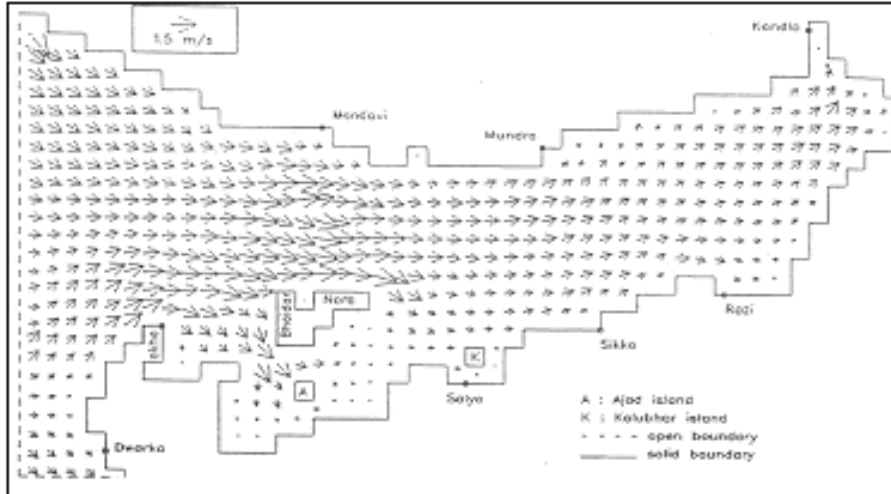 1.5 m/s
Kandla
Mandavi
Mundra
Nora
Bhaidar
Okha
Rozi
Sikka
K
Salya
A
A : Ajad island
K : Kalubhar island
open boundary
solid boundary
Dwarka